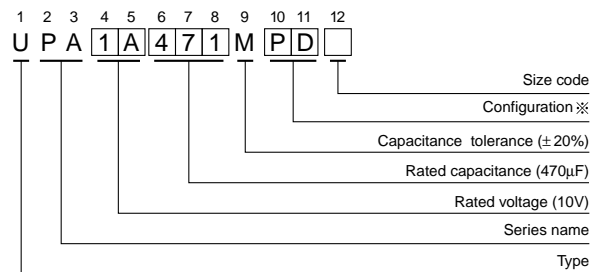 1 2 3 4 5 6 7 8 9 10 11 12
U P A 1 A 4 7 1 M P D
Size code
Configuration ※
Capacitance tolerance (±20%)
Rated capacitance (470µF)
Rated voltage (10V)
Series name
Type